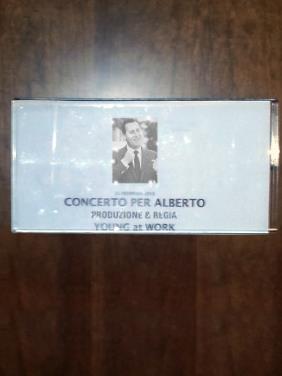 CONCERTO PER ALBERTO
PRODUZIONE & REGIA
YOUNG at WORK